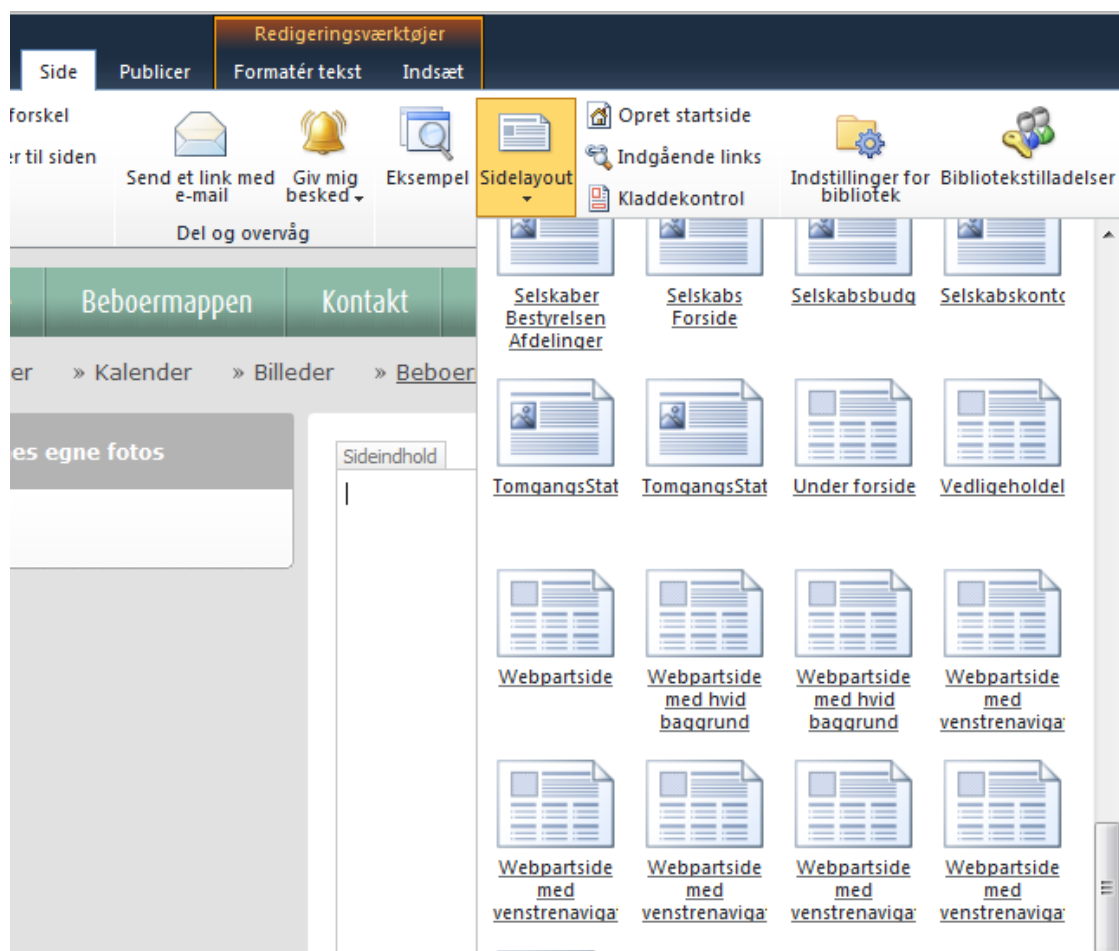 Redigeringsværktøjer
Side Publicer Formatér tekst Indsæt
forskel
til siden
Send et link med
e-mail
Giv mig
besked
Del og overvåg
Eksempel
Sidelayout
Opret startside
Indgående links
Kladdekontrol
Indstillinger for
bibliotek
Bibliotekstilladelser
Beboermappen Kontakt
er » Kalender » Billeder » Beboer
es egne fotos
Sideindhold
Selskaber
Bestyrelsen
Afdelinger
Selskabs
Forside
Selskabsbudg
Selskabskontc
TomgangsStat
TomgangsStat
Under forside
Vedligeholdel
Webpartside
Webpartside
med hvid
baggrund
Webpartside
med hvid
baggrund
Webpartside
med
venstrenaviga
Webpartside
med
venstrenaviga
Webpartside
med
venstrenaviga
Webpartside
med
venstrenaviga
Webpartside
med
venstrenaviga